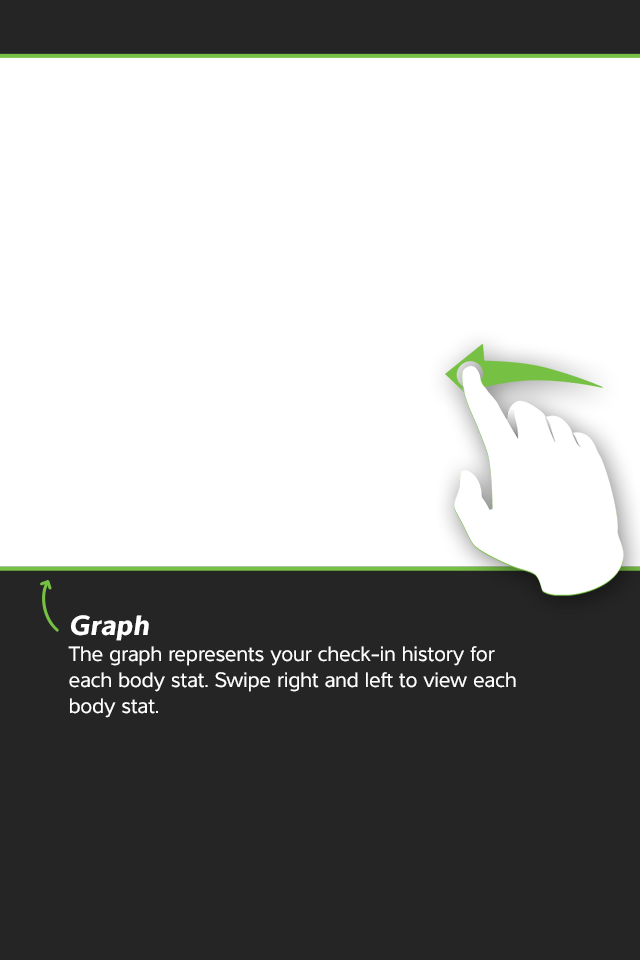 Graph
The graph represents your check-in history for
each body stat. Swipe right and left to view each
body stat.